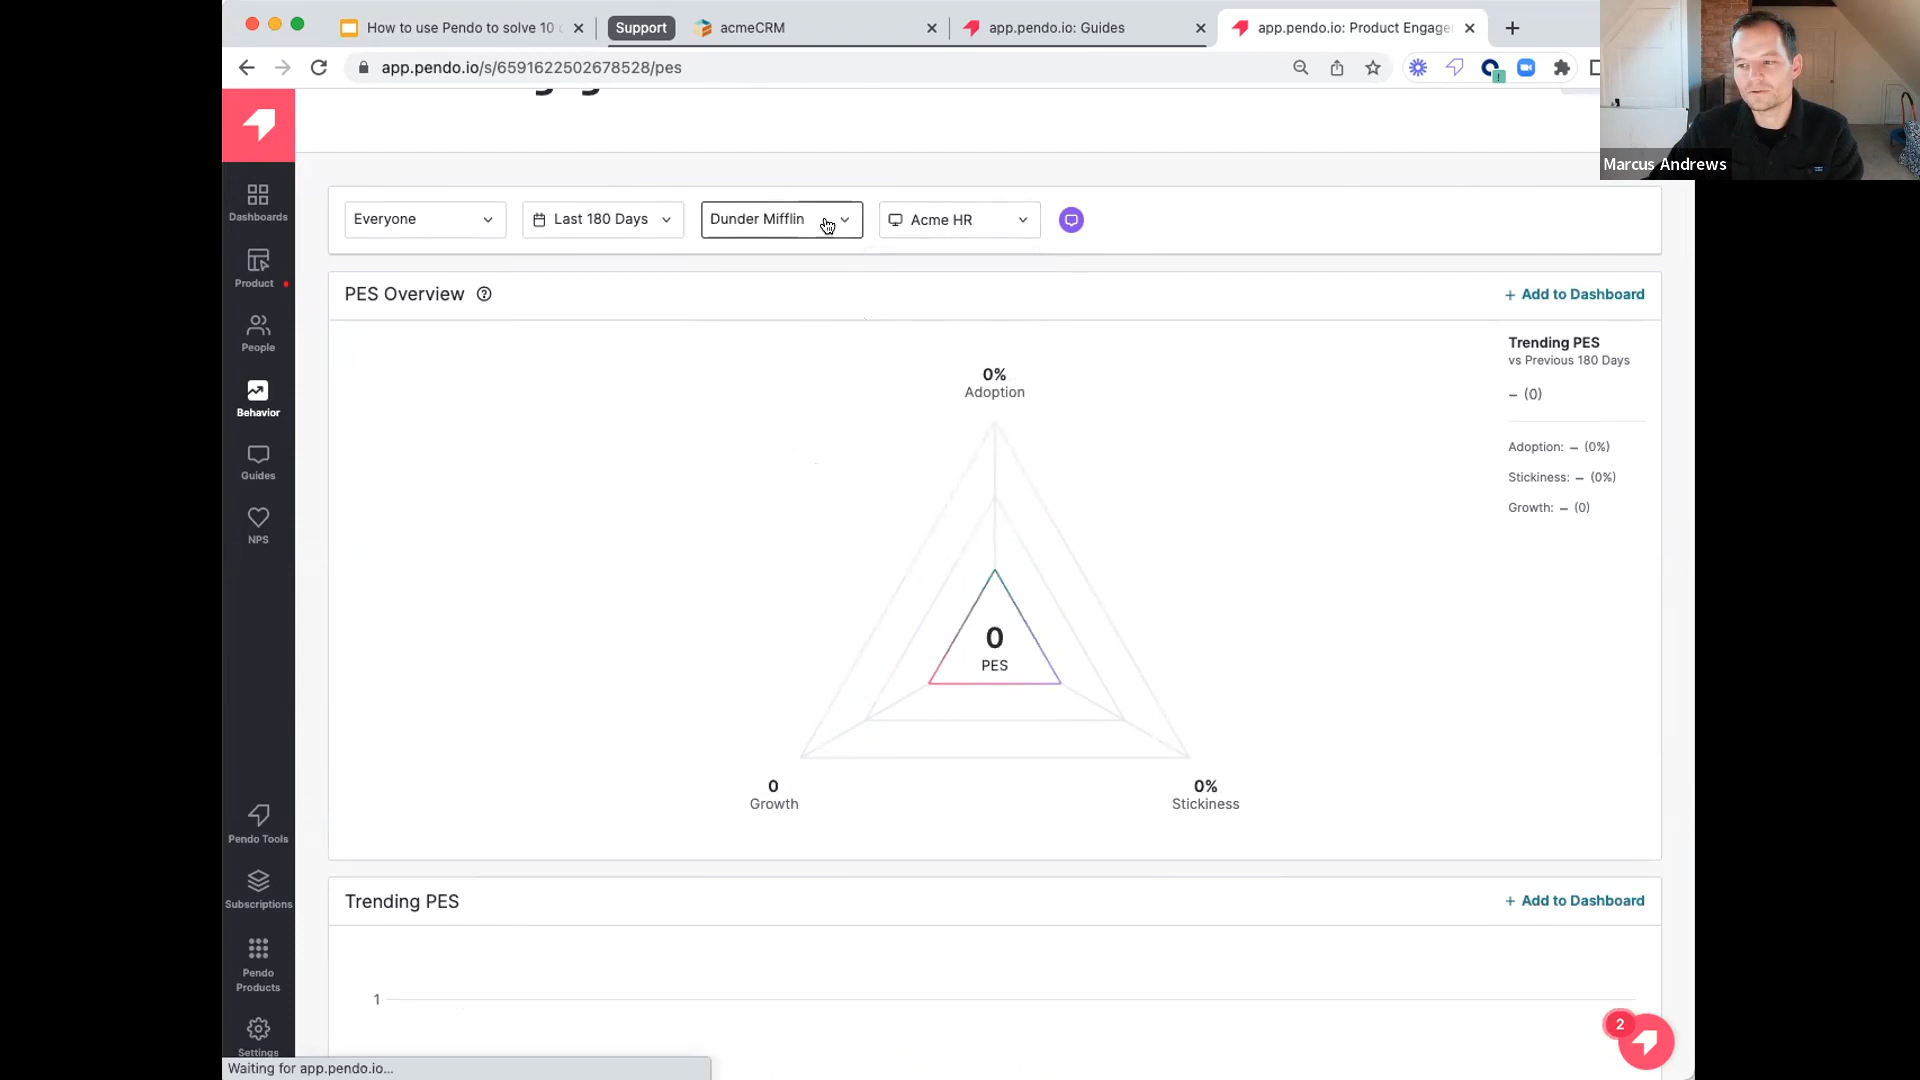 How to use Pendo to solve 10
Support
acmeCRM
app.pendo.io: Guides
app.pendo.io: Product Engage
app.pendo.io/s/6591622502678528/pes
Marcus Andrews
Dashboards
Product
People
Behavior
Guides
NPS
Pendo Tools
Subscriptions
Pendo
Products
Settings
Everyone
Last 180 Days
Dunder Mifflin
Acme HR
PES Overview
+ Add to Dashboard
0%
Adoption
0
PES
0
Growth
0%
Stickiness
Trending PES
vs Previous 180 Days
– (0)
Adoption: – (0%)
Stickiness: – (0%)
Growth: – (0)
Trending PES
+ Add to Dashboard
1
2
Waiting for app.pendo.io...